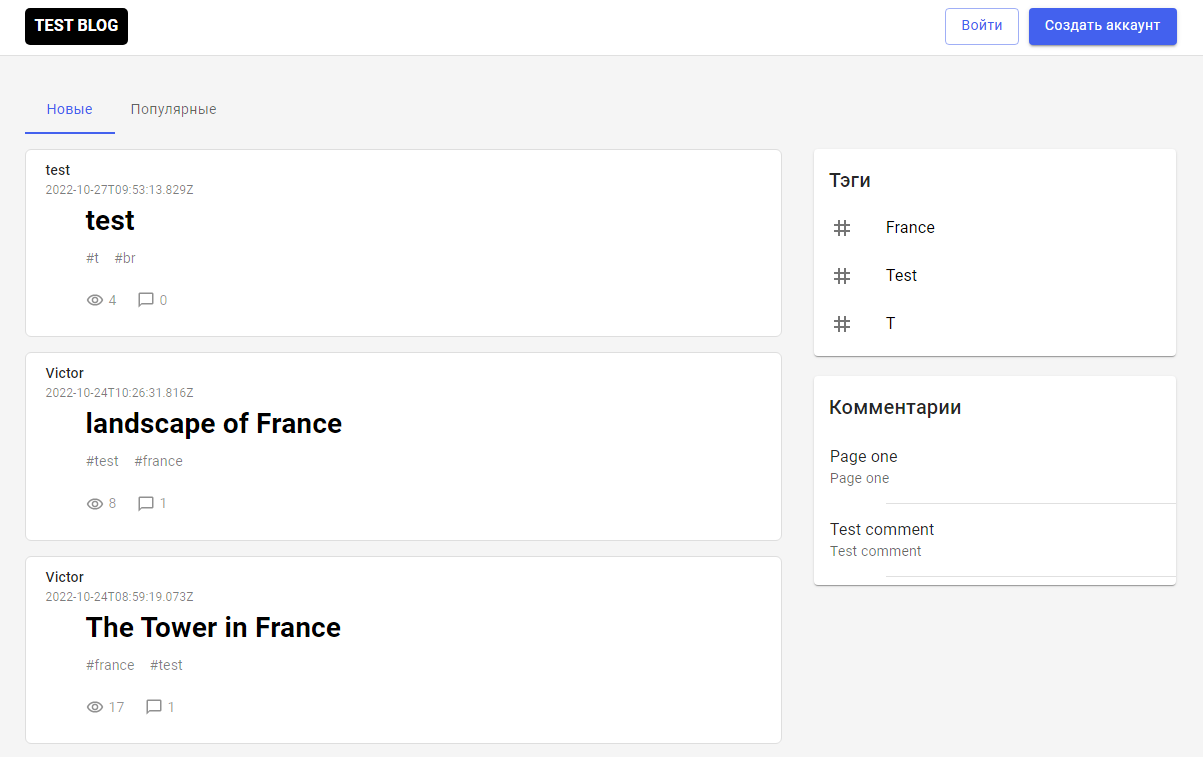 TEST BLOG
Войти
Создать аккаунт
Новые
Популярные
test
2022-10-27T09:53:13.829Z
test
#t #br
4 0
Victor
2022-10-24T10:26:31.816Z
landscape of France
#test #france
8 1
Victor
2022-10-24T08:59:19.073Z
The Tower in France
#france #test
17 1
Тэги
# France
# Test
# T
Комментарии
Page one
Page one
Test comment
Test comment